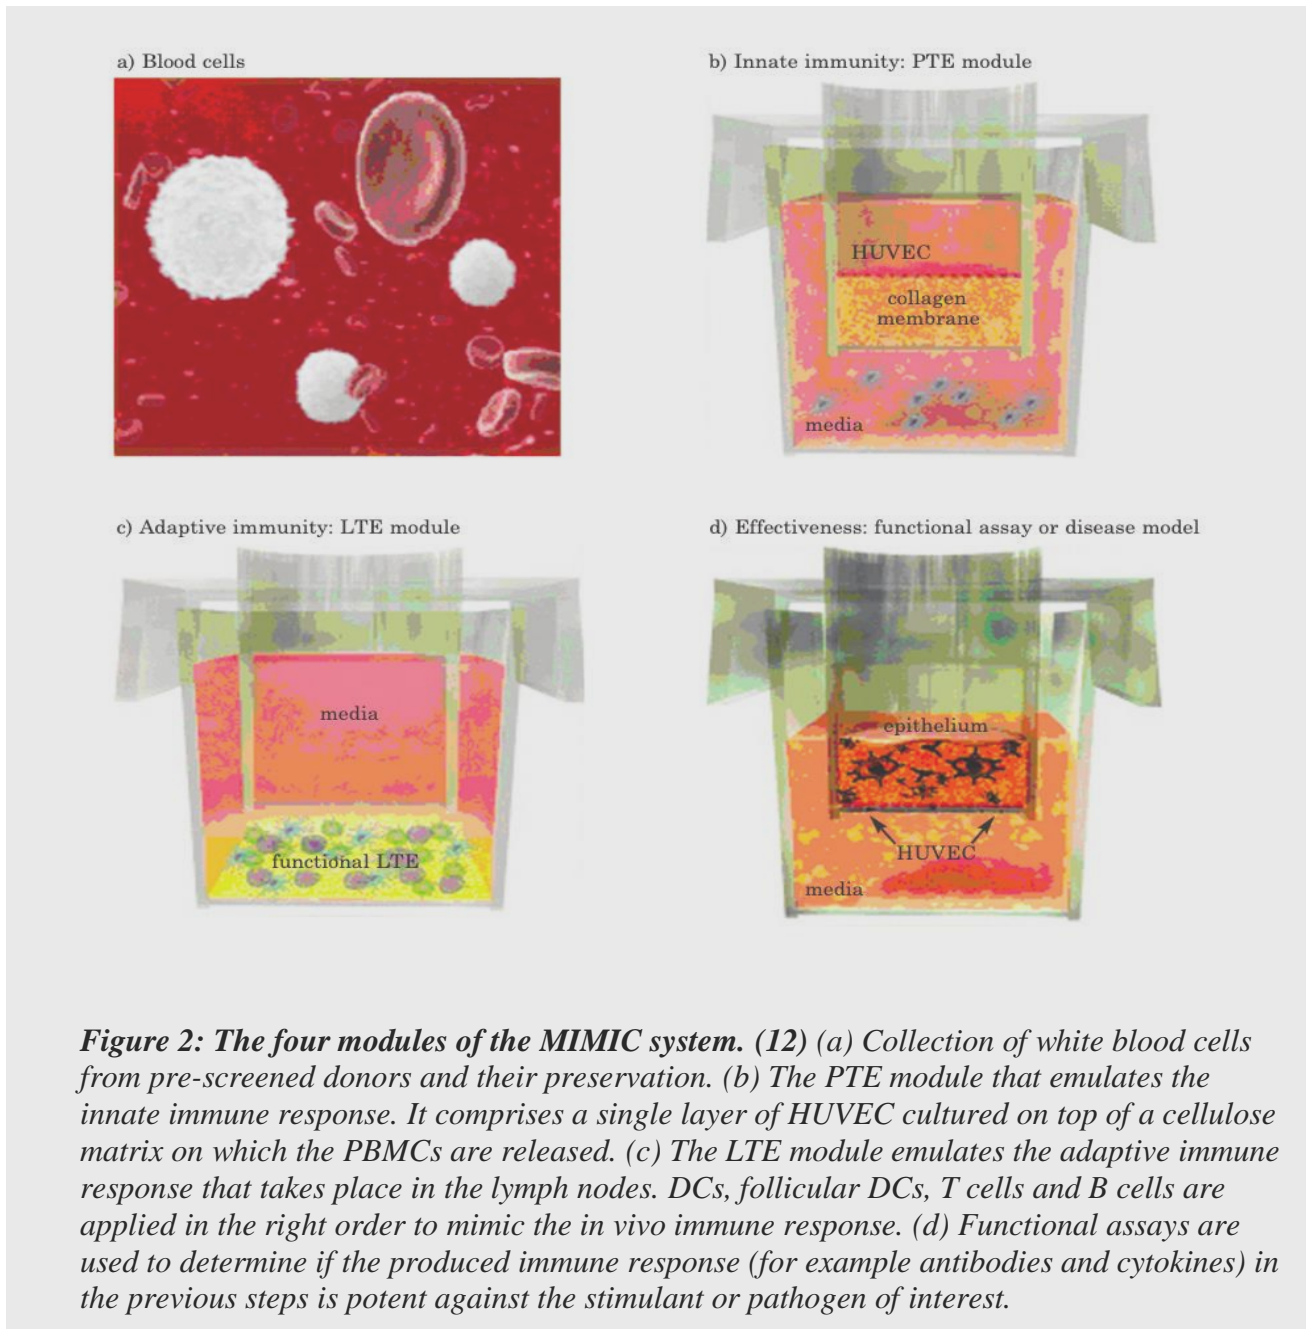 a) Blood cells
b) Innate immunity: PTE module
HUVEC
collagen
membrane
media
c) Adaptive immunity: LTE module
media
functional LTE
d) Effectiveness: functional assay or disease model
epithelium
HUVEC
media
Figure 2: The four modules of the MIMIC system. (12) (a) Collection of white blood cells
from pre-screened donors and their preservation. (b) The PTE module that emulates the
innate immune response. It comprises a single layer of HUVEC cultured on top of a cellulose
matrix on which the PBMCs are released. (c) The LTE module emulates the adaptive immune
response that takes place in the lymph nodes. DCs, follicular DCs, T cells and B cells are
applied in the right order to mimic the in vivo immune response. (d) Functional assays are
used to determine if the produced immune response (for example antibodies and cytokines) in
the previous steps is potent against the stimulant or pathogen of interest.